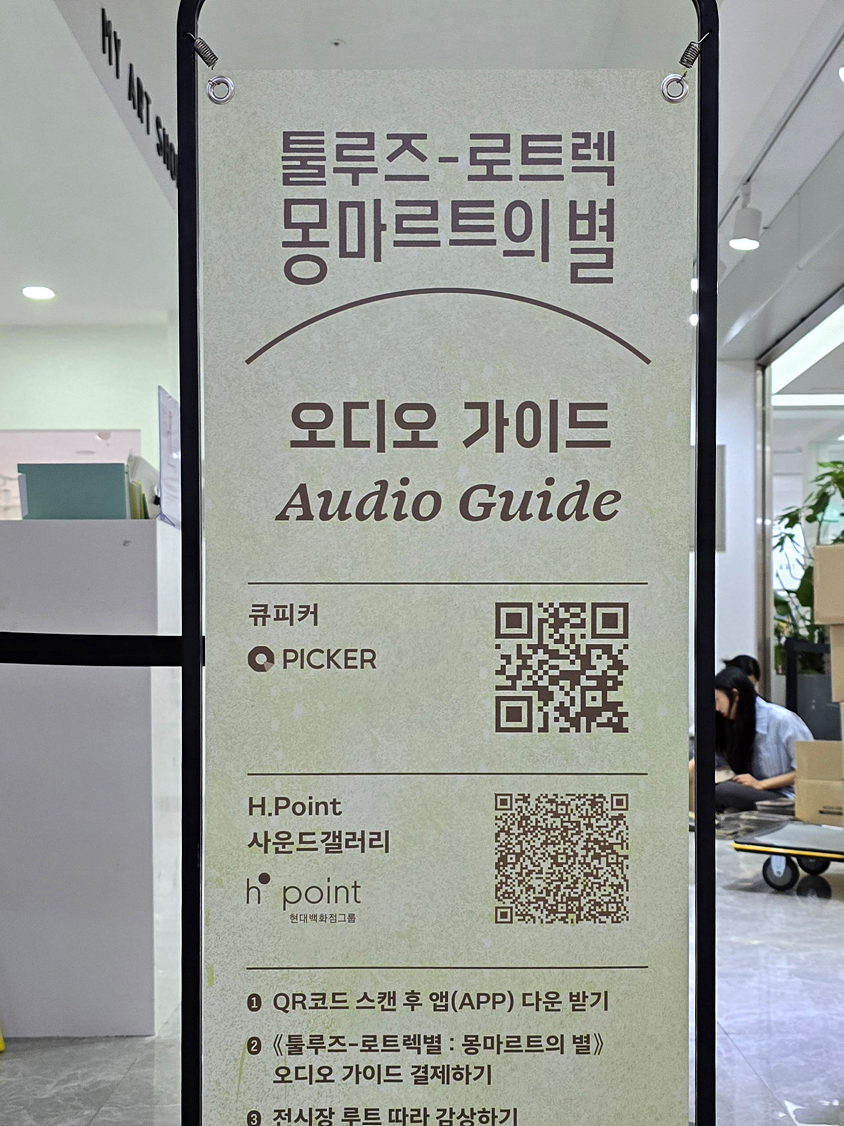 MY ART
툴루즈-로트렉
몽마르트의 별
오디오 가이드
Audio Guide
큐피커
PICKER
H.Point
사운드갤러리
h point
현대백화점그룹
❶ QR코드 스캔 후 앱(APP) 다운 받기
❷ 《툴루즈-로트렉별 : 몽마르트의 별》
오디오 가이드 결제하기
❸ 전시장 루트 따라 감상하기